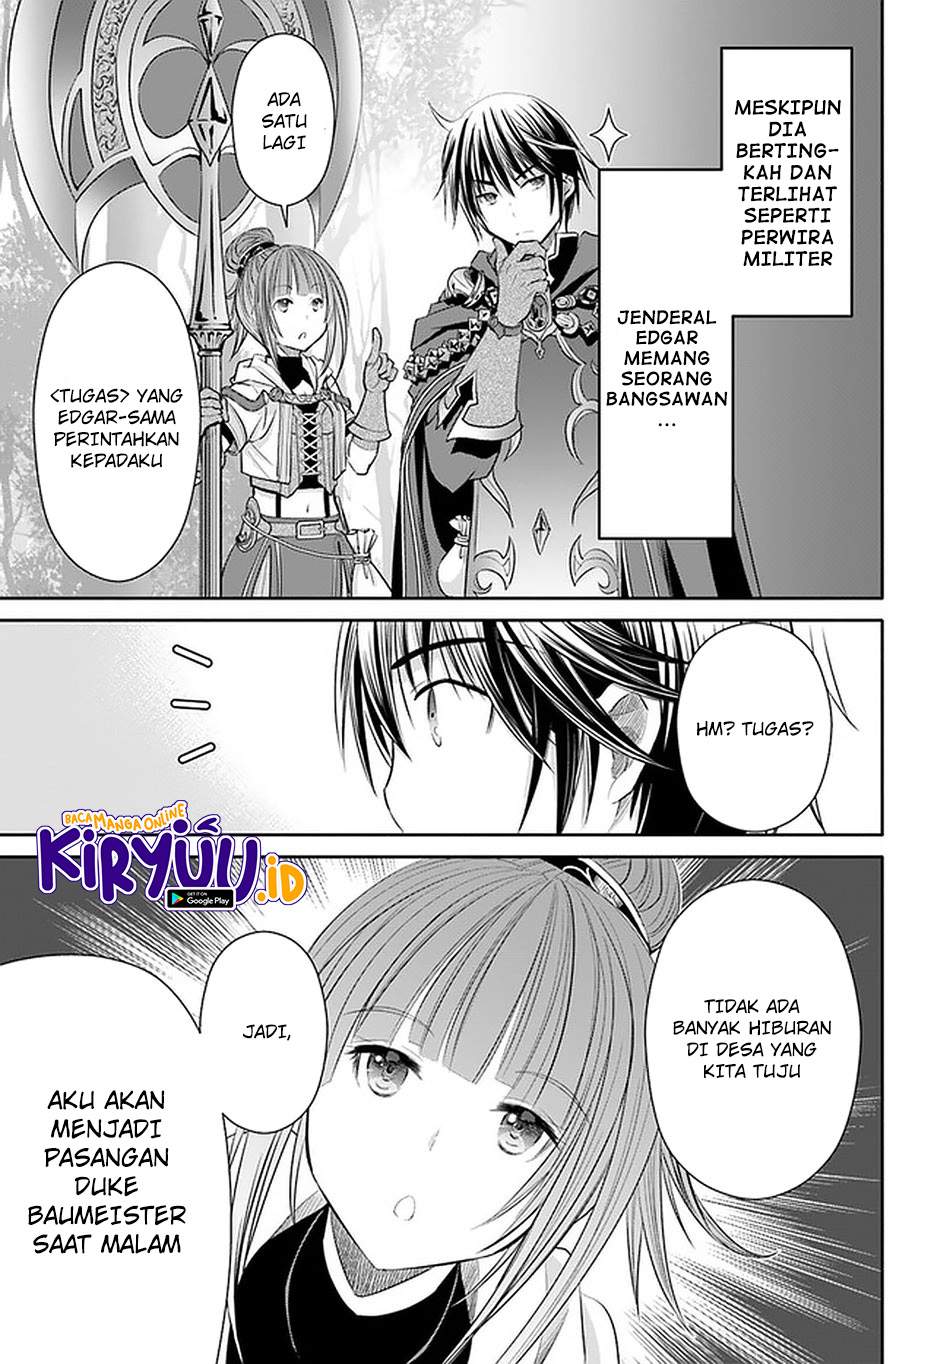 MESKIPUN
DIA
BERTING-
KAH DAN
TERLIHAT
SEPERTI
PERWIRA
MILITER
JENDERAL
EDGAR
MEMANG
SEORANG
BANGSAWAN
...
ADA
SATU
LAGI
<TUGAS> YANG
EDGAR-SAMA
PERINTAHKAN
KEPADAKU
HM? TUGAS?
BACA MANGA ONLINE
KIRYUU.ID
GET IT ON
Google Play
TIDAK ADA
BANYAK HIBURAN
DI DESA YANG
KITA TUJU
JADI,
AKU AKAN
MENJADI
PASANGAN
DUKE
BAUMEISTER
SAAT MALAM